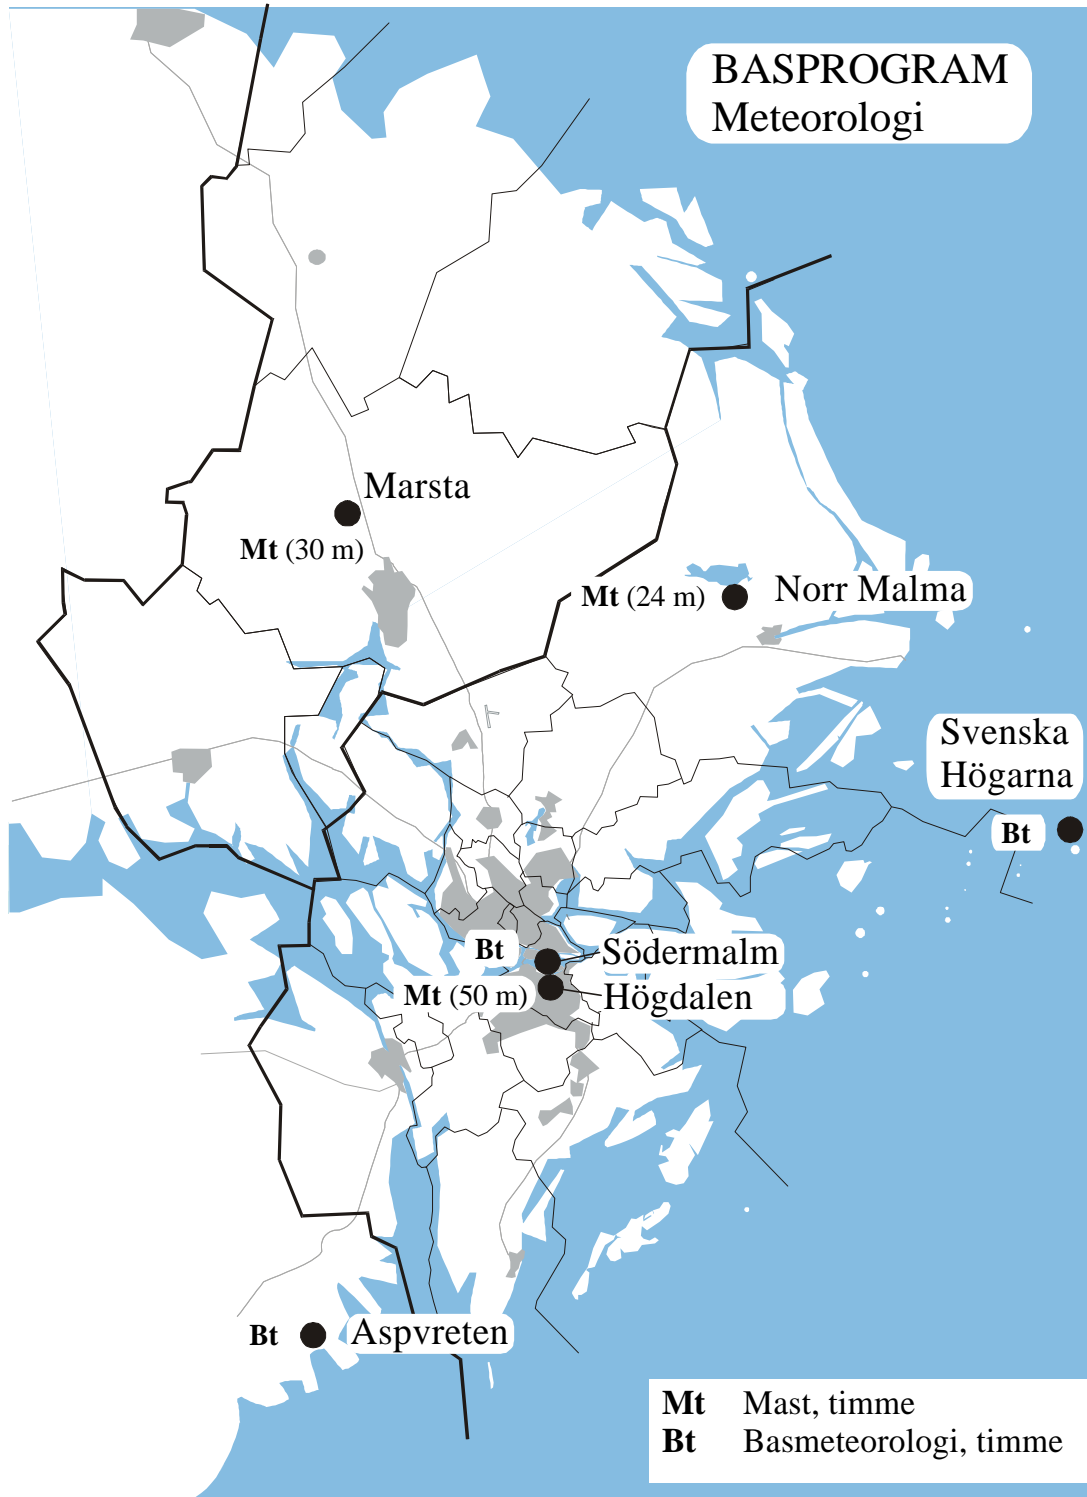 BASPROGRAM
Meteorologi
Marsta
Mt (30 m)
Mt (24 m)
Norr Malma
Svenska
Högarna
Bt
Bt
Södermalm
Mt (50 m)
Högdalen
Bt
Aspvreten
Mt Mast, timme
Bt Basmeteorologi, timme